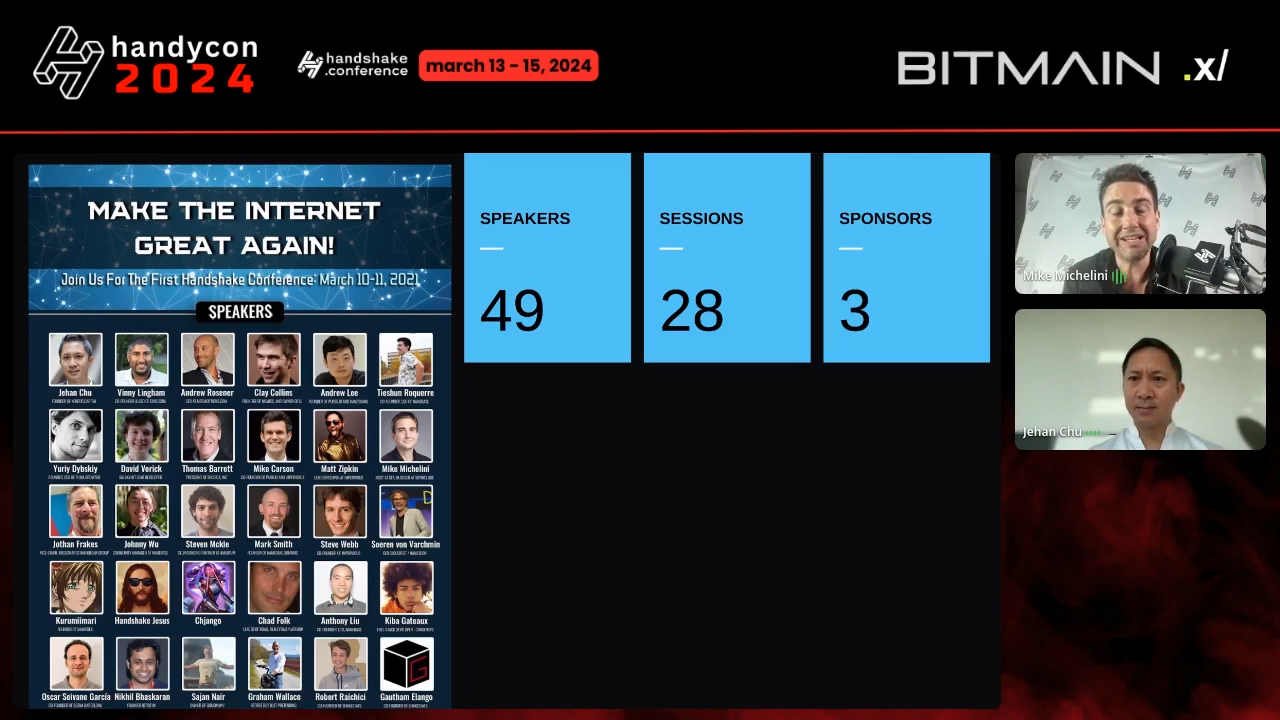 handycon
2024
handshake
.conference
march 13 - 15, 2024
BITMAIN
.x/
MAKE THE INTERNET
GREAT AGAIN!
Join Us For The First Handshake Conference: March 10-11, 2021
SPEAKERS
Jehan Chu
Vinny Lingham
Andrew Rosener
Clay Collins
Andrew Lee
Tieshun Roquerre
Yuriy Dybskiy
David Vorick
Thomas Barrett
Mike Carson
Matt Zipkin
Mike Michelini
Jothan Frakes
Johnny Wu
Steven Mckie
Mark Smith
Steve Webb
Soeren von Varchmin
Kurumiimari
Handshake Jesus
Chjango
Chad Folk
Anthony Liu
Kiba Gateaux
Oscar Seivane García
Nikhil Bhaskaran
Sajan Nair
Graham Wallace
Robert Raichici
Gautham Elango
SPEAKERS
49
SESSIONS
28
SPONSORS
3
Mike Michelini
Jehan Chu